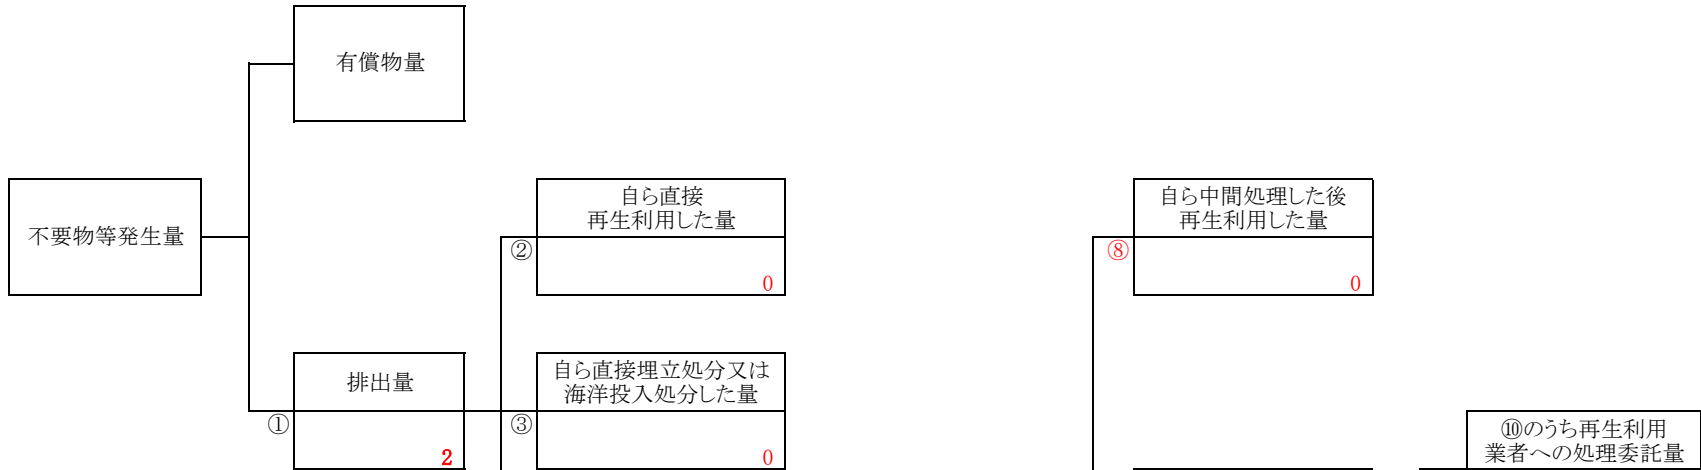 有償物量
不要物等発生量
自ら直接
再生利用した量
②
0
自ら中間処理した後
再生利用した量
⑧
0
排出量
①
2
自ら直接埋立処分又は
海洋投入処分した量
③
0
⑩のうち再生利用
業者への処理委託量